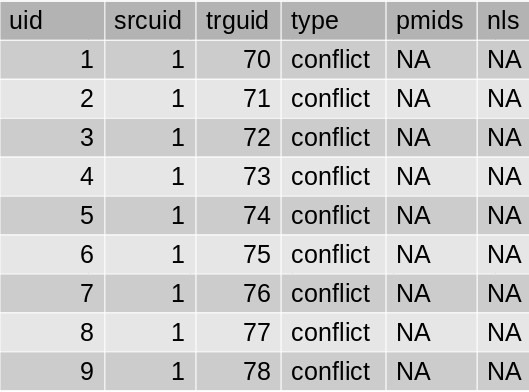 uid srcuid trguid type pmids nls
1 1 70 conflict NA NA
2 1 71 conflict NA NA
3 1 72 conflict NA NA
4 1 73 conflict NA NA
5 1 74 conflict NA NA
6 1 75 conflict NA NA
7 1 76 conflict NA NA
8 1 77 conflict NA NA
9 1 78 conflict NA NA